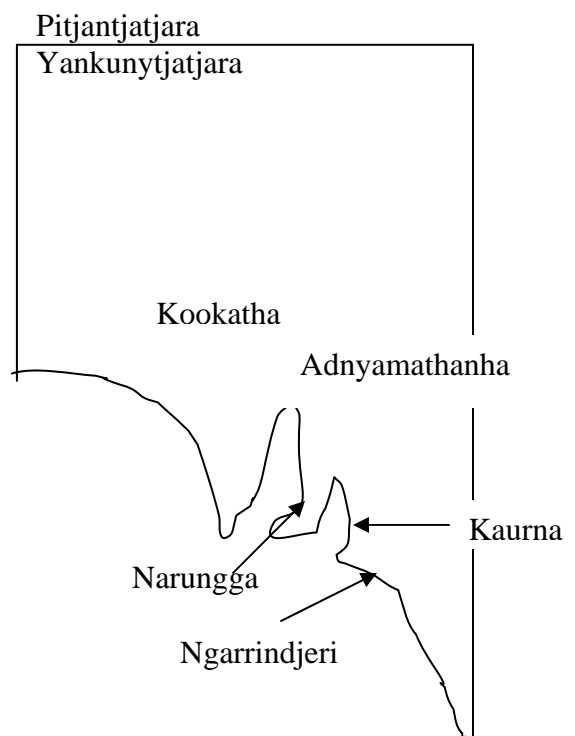 Pitjantjatjara
Yankunytjatjara
Kookatha
Adnyamathanha
Kaurna
Narungga
Ngarrindjeri